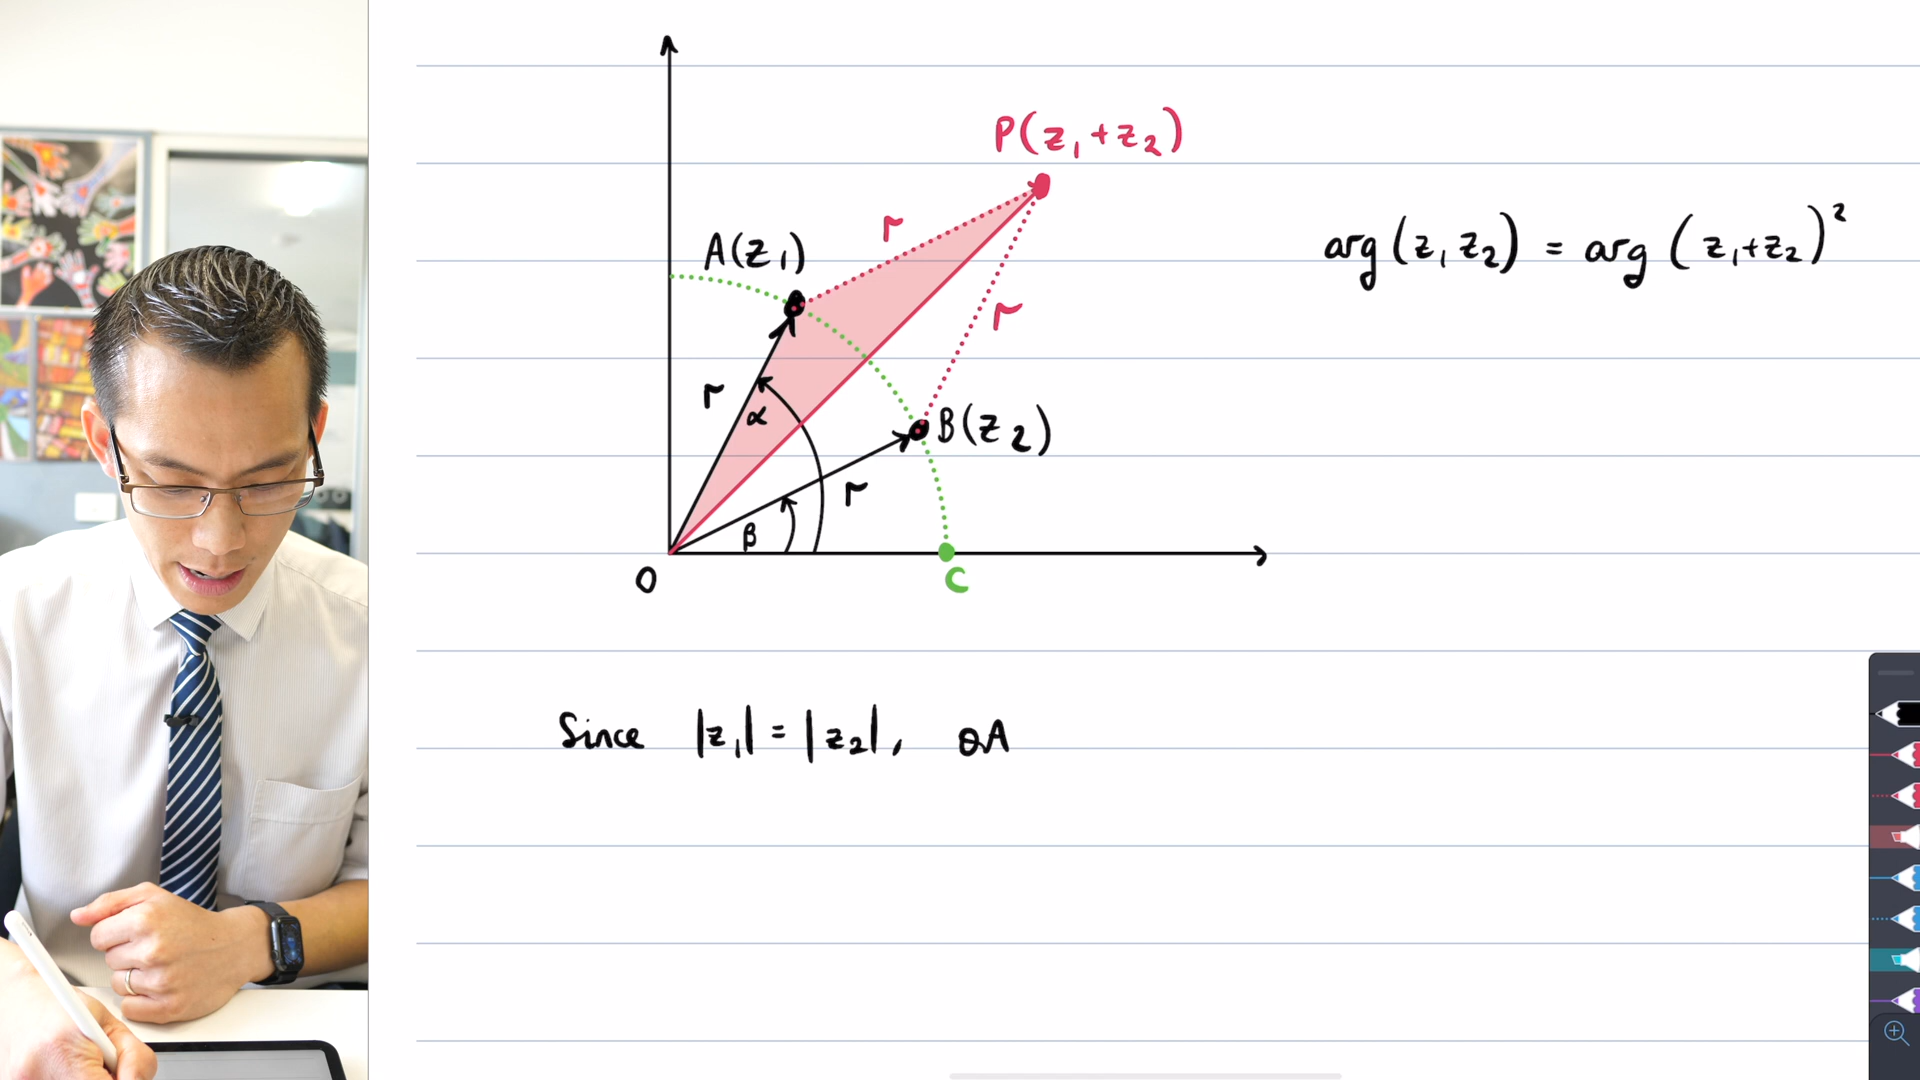 P(z₁+z₂)
r
A(z₁)
arg(z₁z₂) = arg(z₁+z₂)²
r
r
α
B(z₂)
r
β
O
C
Since |z₁| = |z₂|, OA